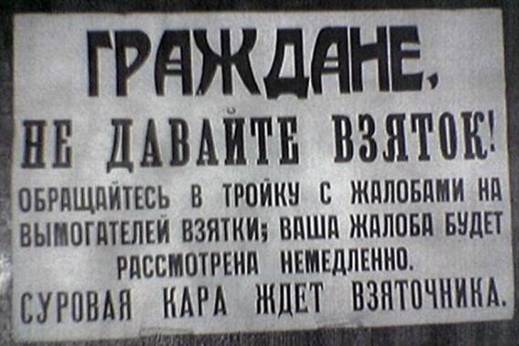 ГРАЖДАНЕ,
НЕ ДАВАЙТЕ ВЗЯТОК!
ОБРАЩАЙТЕСЬ В ТРОЙКУ С ЖАЛОБАМИ НА
ВЫМОГАТЕЛЕЙ ВЗЯТКИ; ВАША ЖАЛОБА БУДЕТ
РАССМОТРЕНА НЕМЕДЛЕННО.
СУРОВАЯ КАРА ЖДЕТ ВЗЯТОЧНИКА.